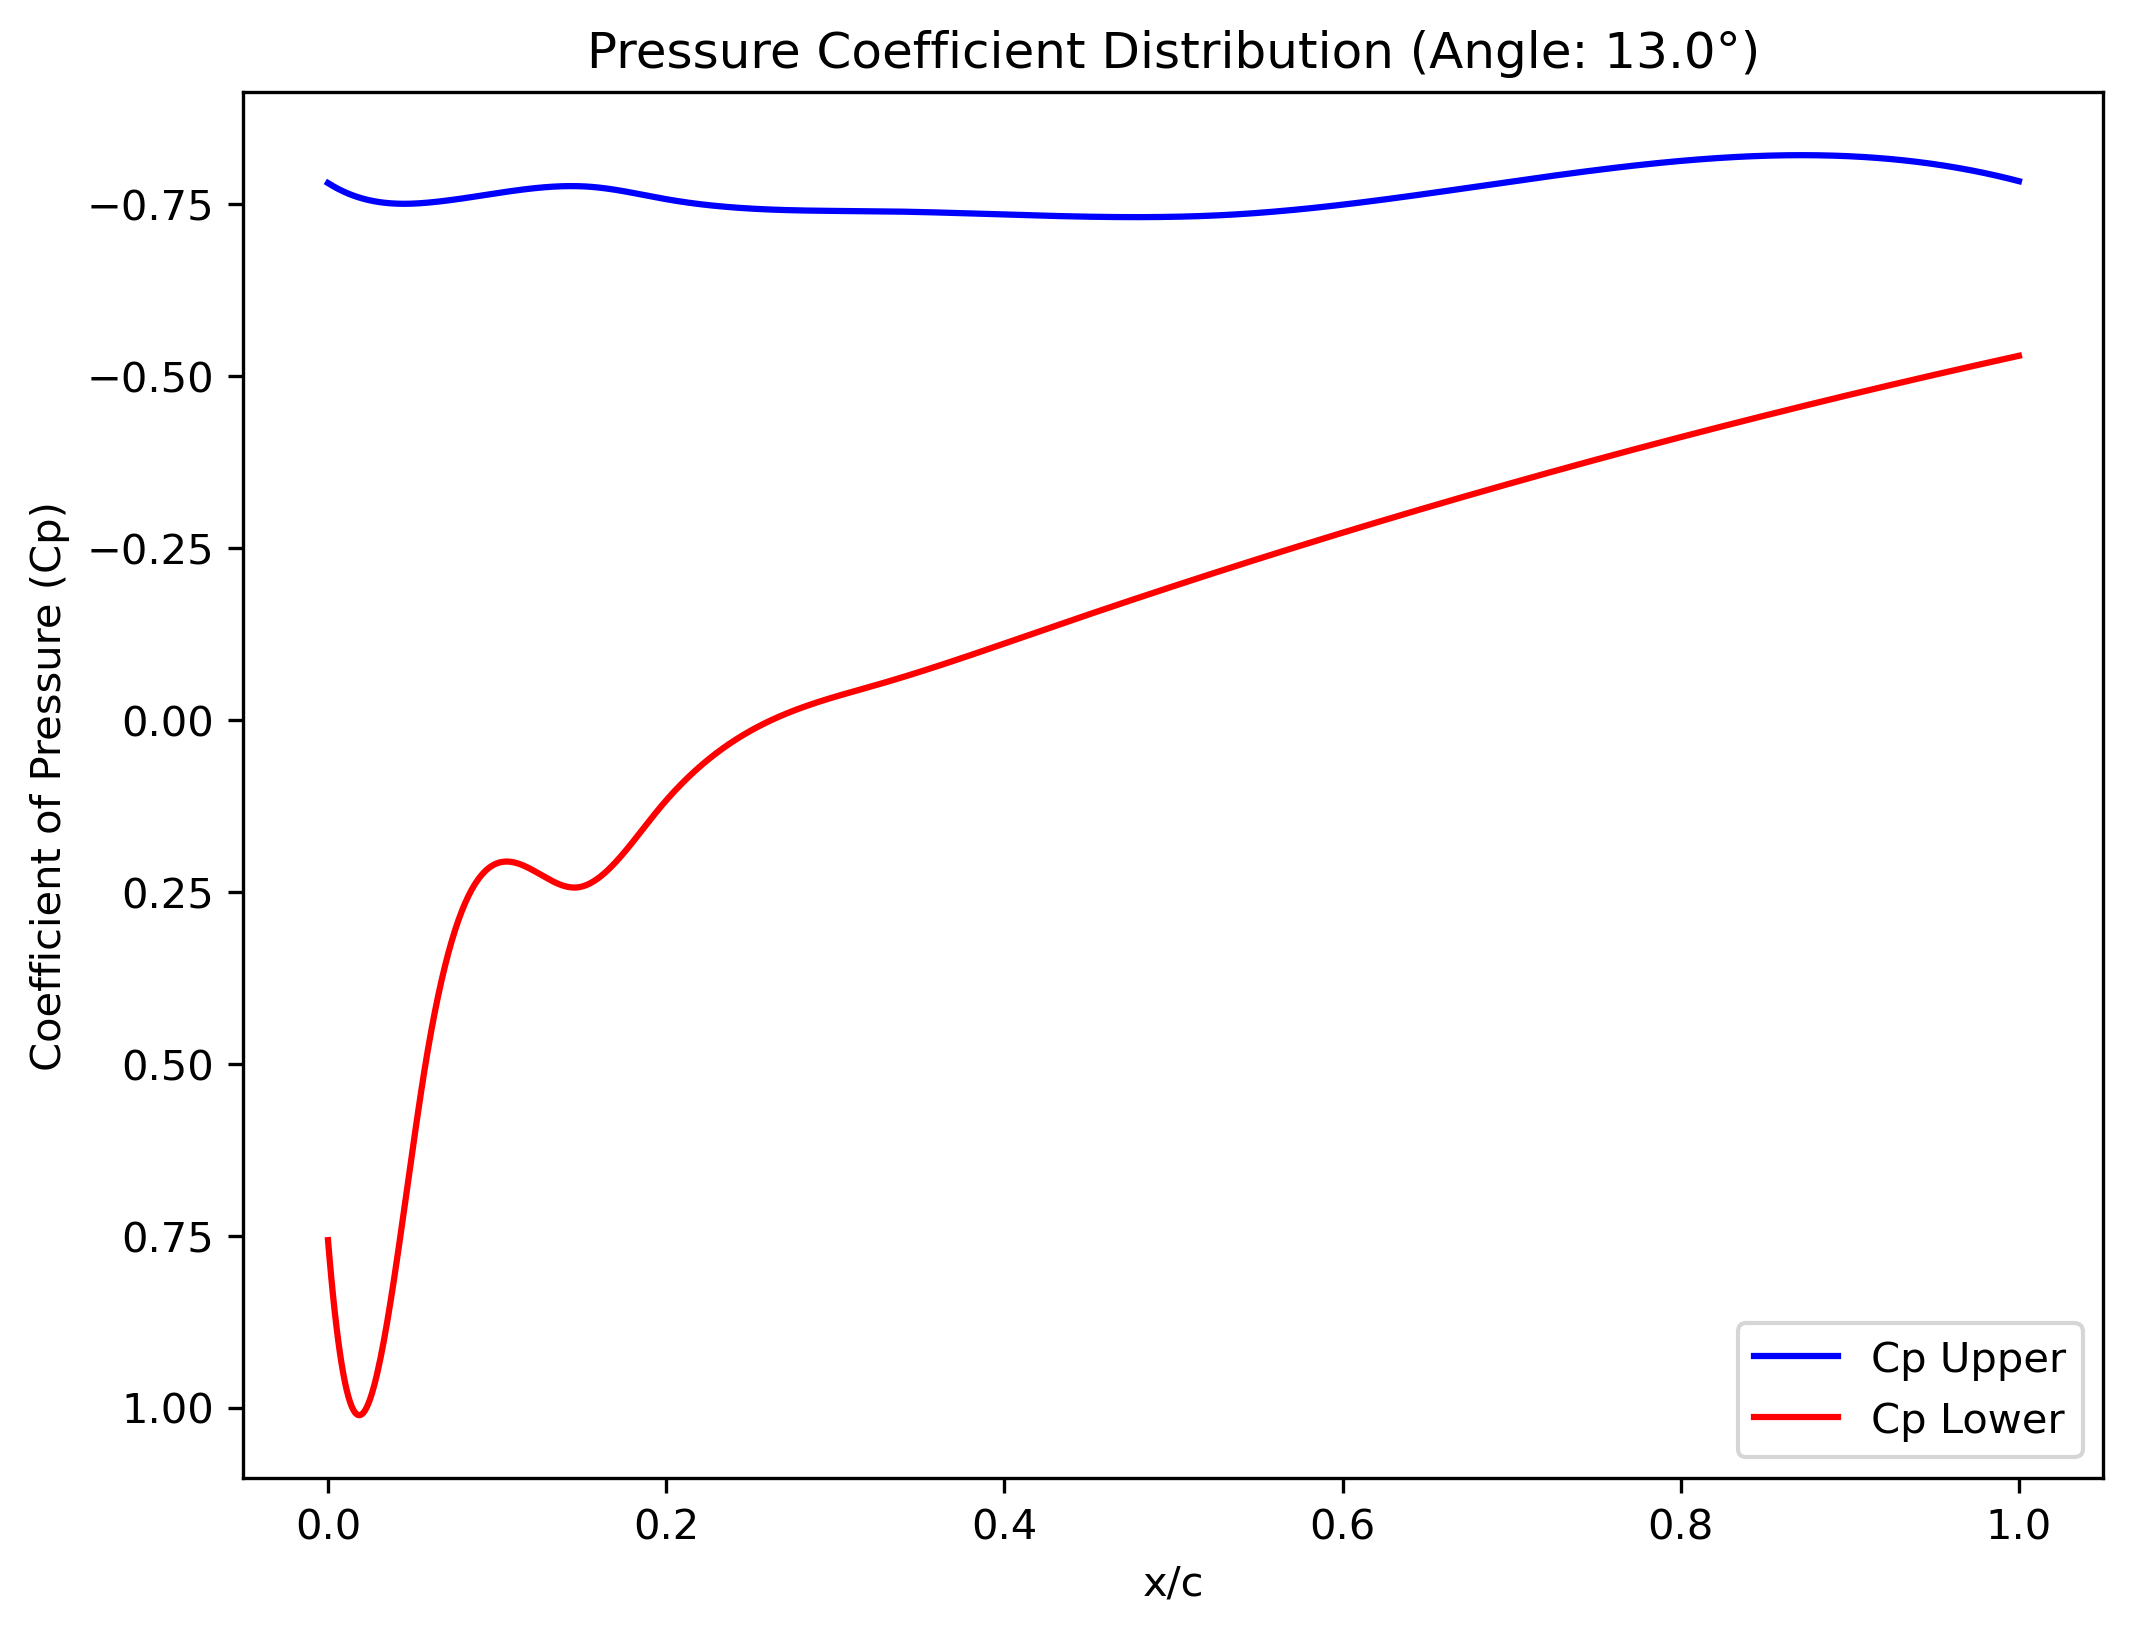 Pressure Coefficient Distribution (Angle: 13.0°)
Coefficient of Pressure (Cp)
−0.75
−0.50
−0.25
0.00
0.25
0.50
0.75
1.00
Cp Upper
Cp Lower
0.0 0.2 0.4 0.6 0.8 1.0
x/c